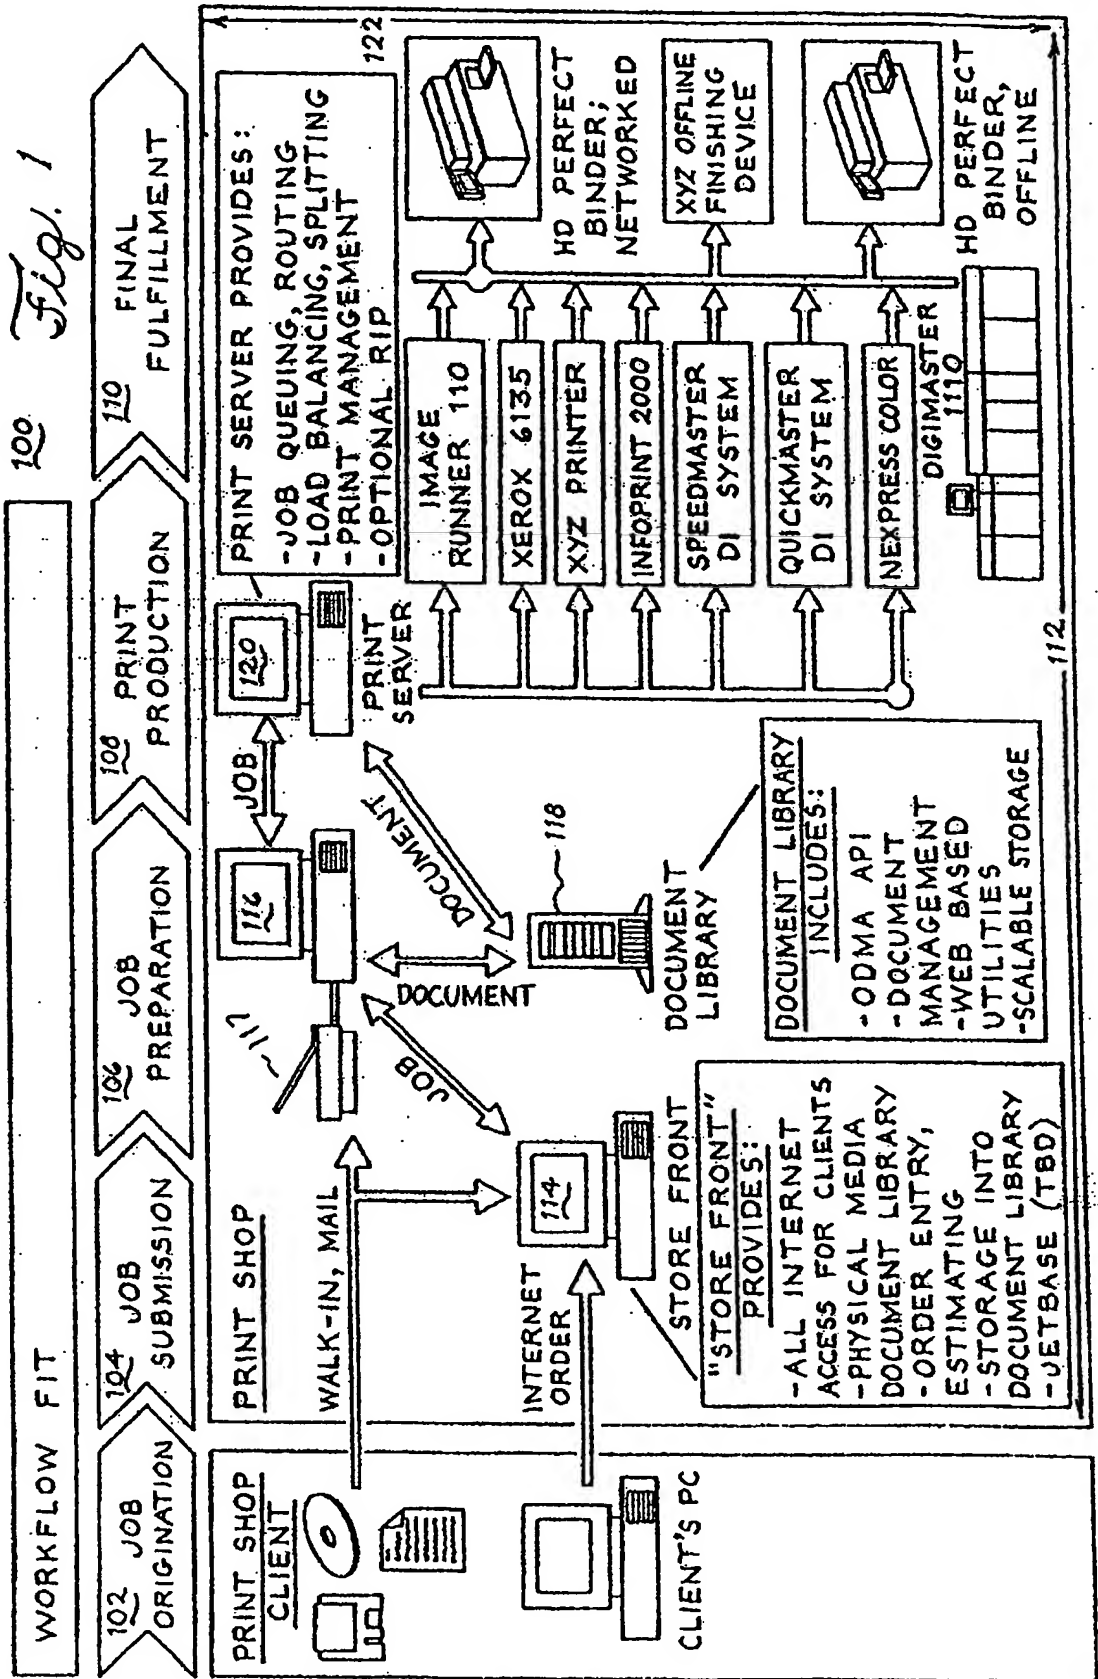 100
Fig. 1
WORKFLOW FIT
102 JOB
ORIGINATION
104 JOB
SUBMISSION
106 JOB
PREPARATION
108 PRINT
PRODUCTION
110 FINAL
FULFILLMENT
PRINT SHOP
CLIENT
CLIENT'S PC
PRINT SHOP
WALK-IN, MAIL
INTERNET
ORDER
114
STORE FRONT
"STORE FRONT"
PROVIDES:
-ALL INTERNET
ACCESS FOR CLIENTS
-PHYSICAL MEDIA
DOCUMENT LIBRARY
-ORDER ENTRY,
ESTIMATING
-STORAGE INTO
DOCUMENT LIBRARY
-JETBASE (TBD)
117
116
JOB
DOCUMENT
DOCUMENT
JOB
118
DOCUMENT
LIBRARY
DOCUMENT LIBRARY
INCLUDES:
-ODMA API
-DOCUMENT
MANAGEMENT
-WEB BASED
UTILITIES
-SCALABLE STORAGE
120
PRINT
SERVER
PRINT SERVER PROVIDES:
-JOB QUEUING, ROUTING
-LOAD BALANCING, SPLITTING
-PRINT MANAGEMENT
-OPTIONAL RIP
122
IMAGE
RUNNER 110
XEROX 6135
XYZ PRINTER
INFOPRINT 2000
SPEEDMASTER
DI SYSTEM
QUICKMASTER
DI SYSTEM
NEXPRESS COLOR
DIGIMASTER
1110
HD PERFECT
BINDER;
NETWORKED
XYZ OFFLINE
FINISHING
DEVICE
HD PERFECT
BINDER,
OFFLINE
112